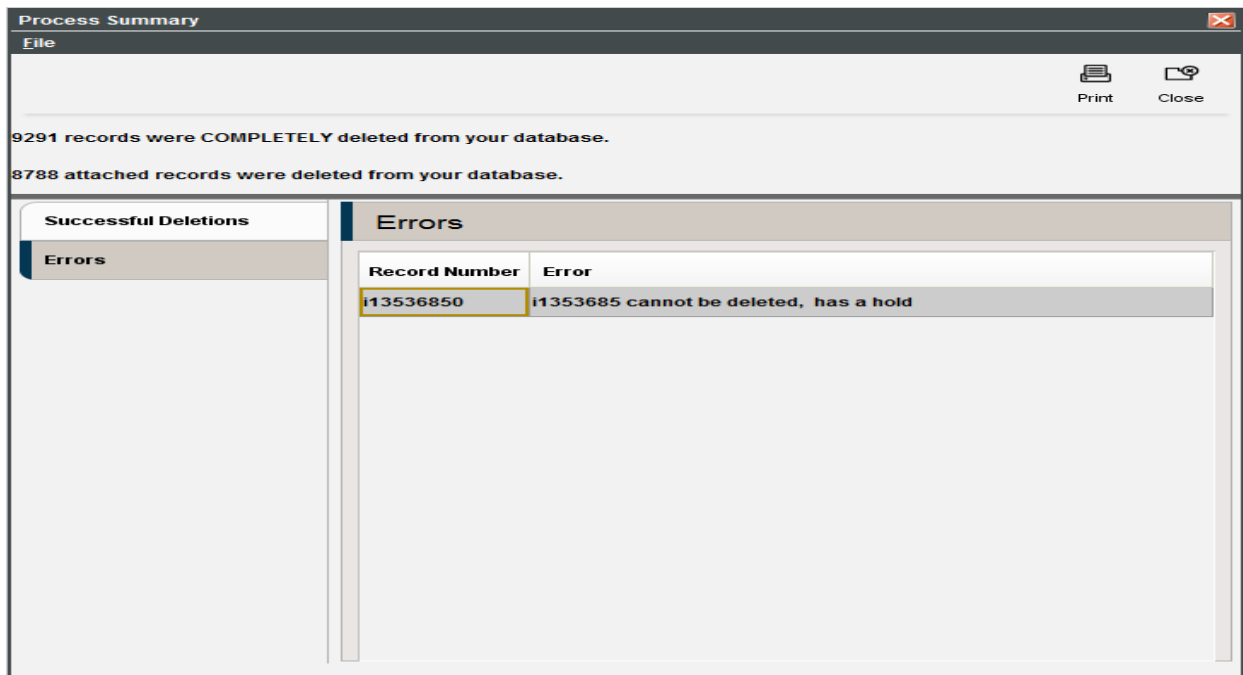 Process Summary
File
Print Close
9291 records were COMPLETELY deleted from your database.
8788 attached records were deleted from your database.
Successful Deletions
Errors
Errors
Record Number Error
i13536850 i1353685 cannot be deleted, has a hold